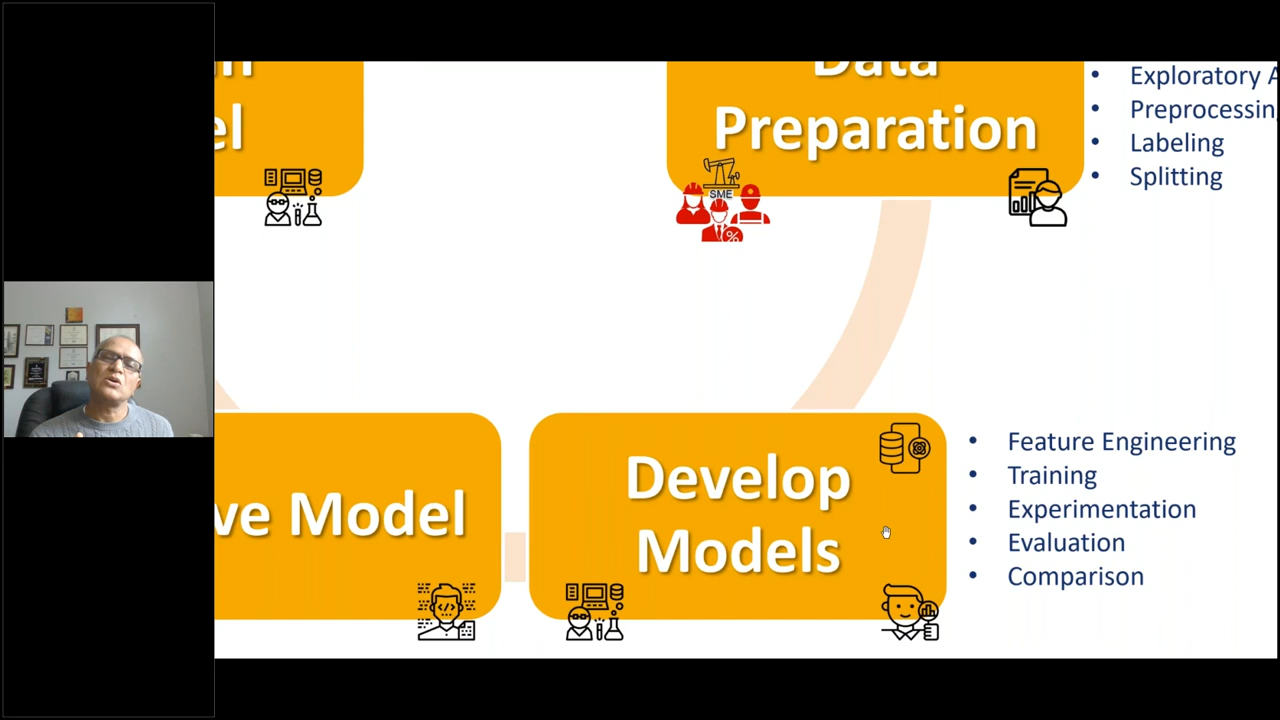 el
Data
Preparation
SME
%
Preprocessin
Exploratory A
Labeling
Splitting
ve Model
Develop
Models
</>
Feature Engineering
Training
Experimentation
Evaluation
Comparison